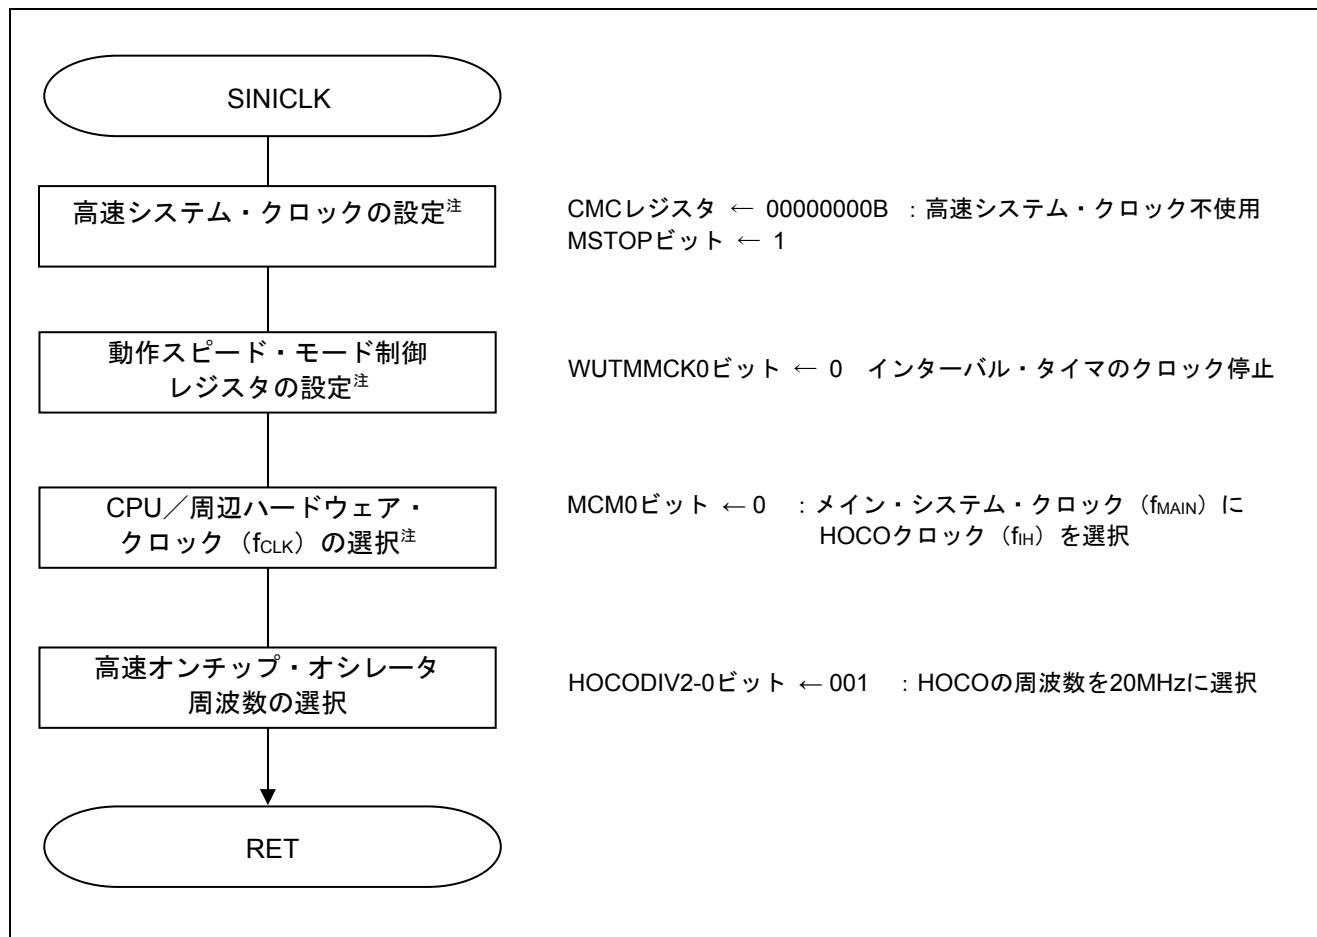 SINICLK
高速システム・クロックの設定注
CMCレジスタ ← 00000000B ：高速システム・クロック不使用
MSTOPビット ← 1
動作スピード・モード制御
レジスタの設定注
WUTMMCK0ビット ← 0 インターバル・タイマのクロック停止
CPU／周辺ハードウェア・
クロック（fCLK）の選択注
MCM0ビット ← 0 ：メイン・システム・クロック（fMAIN）に
HOCOクロック（fIH）を選択
高速オンチップ・オシレータ
周波数の選択
HOCODIV2-0ビット ← 001 ：HOCOの周波数を20MHzに選択
RET